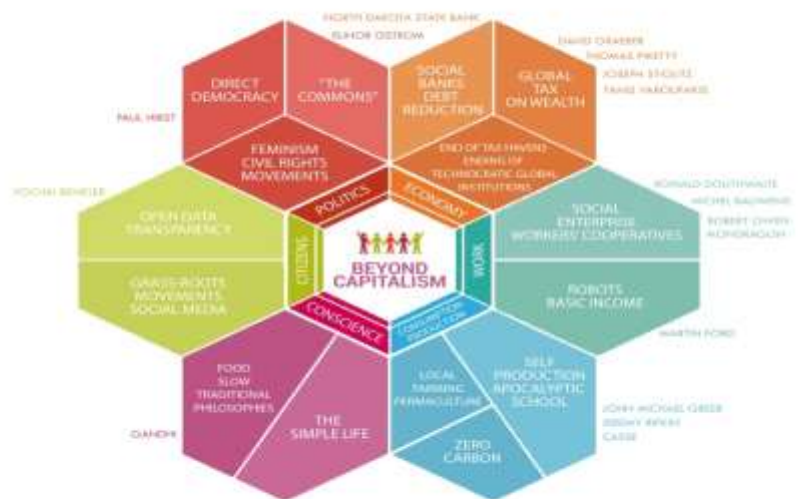 NORTH DAKOTA STATE BANK
ELINOR OSTROM
DAVID GRAEBER
THOMAS PIKETTY
JOSEPH STIGLITZ
YANIS VAROUFAKIS
DIRECT
DEMOCRACY
"THE
COMMONS"
SOCIAL
BANKS
DEBT
REDUCTION
GLOBAL
TAX
ON WEALTH
PAUL HIRST
FEMINISM
CIVIL RIGHTS
MOVEMENTS
END OF TAX HAVENS
ENDING OF
TECHNOCRATIC GLOBAL
INSTITUTIONS
POLITICS
ECONOMY
YOCHAI BENKLER
OPEN DATA
TRANSPARENCY
CITIZENS
BEYOND
CAPITALISM
WORK
SOCIAL
ENTERPRISE
WORKERS' COOPERATIVES
MICHEL BAUWENS
ROBERT OWEN
MONDRAGON
GRASS-ROOTS
MOVEMENTS
SOCIAL MEDIA
ROBOTS
BASIC INCOME
MARTIN FORD
CONSCIENCE
CONSUMPTION
PRODUCTION
FOOD
SLOW
TRADITIONAL
PHILOSOPHIES
THE
SIMPLE LIFE
LOCAL
FARMING
PERMACULTURE
SELF
PRODUCTION
APOCALYPTIC
SCHOOL
ZERO
CARBON
GANDHI
JOHN MICHAEL GREER
JEREMY RIFKIN
CASSE